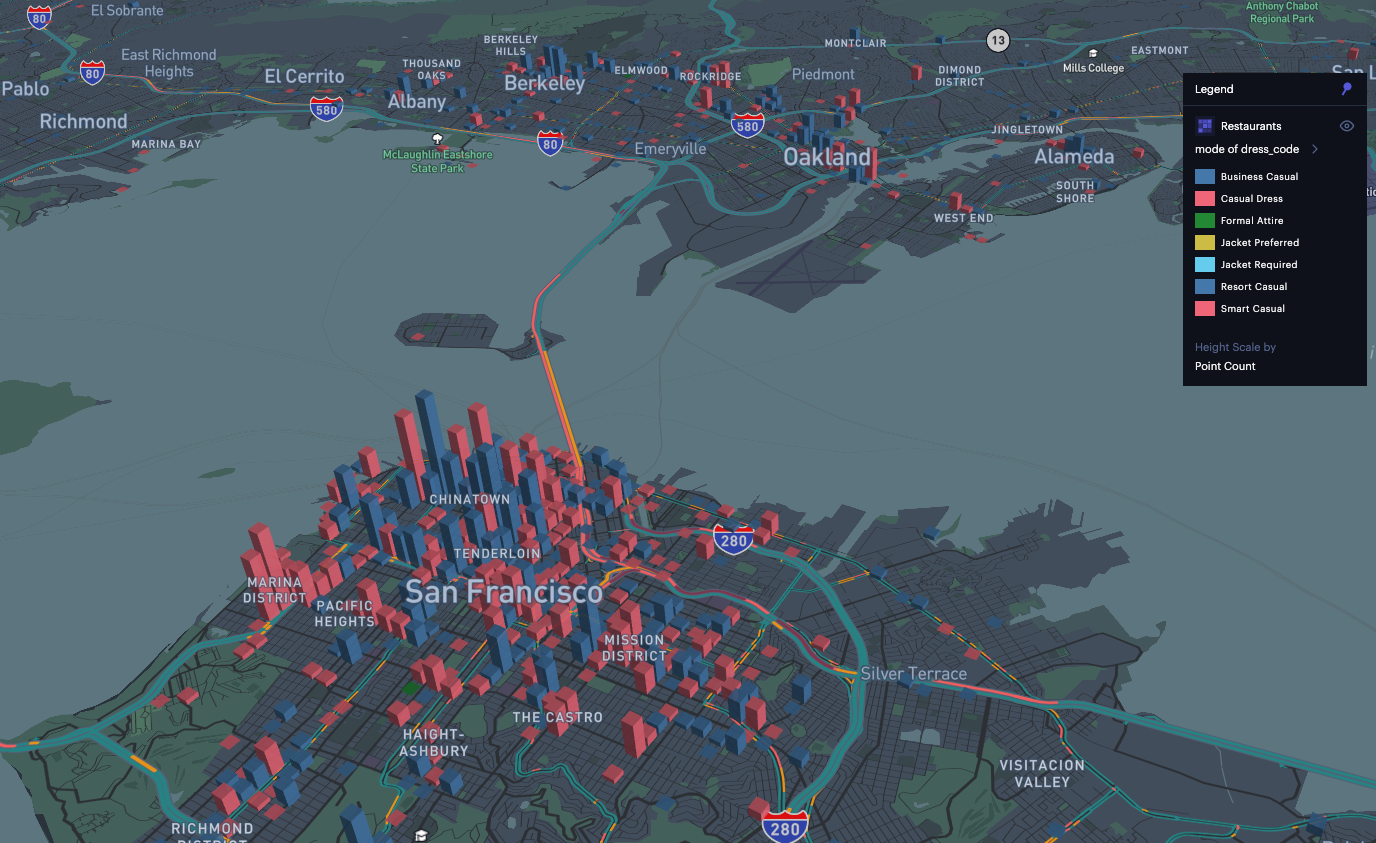 El Sobrante
80
East Richmond
Heights
80
Pablo
El Cerrito
580
Richmond
MARINA BAY
THOUSAND
OAKS
Albany
BERKELEY
HILLS
Berkeley
ELMWOOD
ROCKRIDGE
Piedmont
MONTCLAIR
13
DIMOND
DISTRICT
Mills College
EASTMONT
Anthony Chabot
Regional Park
San L
McLaughlin Eastshore
State Park
80
Emeryville
580
Oakland
JINGLETOWN
Alameda
SOUTH
SHORE
WEST END
Legend
Restaurants
mode of dress_code
Business Casual
Casual Dress
Formal Attire
Jacket Preferred
Jacket Required
Resort Casual
Smart Casual
Height Scale by
Point Count
CHINATOWN
TENDERLOIN
San Francisco
MARINA
DISTRICT
PACIFIC
HEIGHTS
280
MISSION
DISTRICT
Silver Terrace
THE CASTRO
HAIGHT-
ASHBURY
VISITACION
VALLEY
RICHMOND
DISTRICT
280